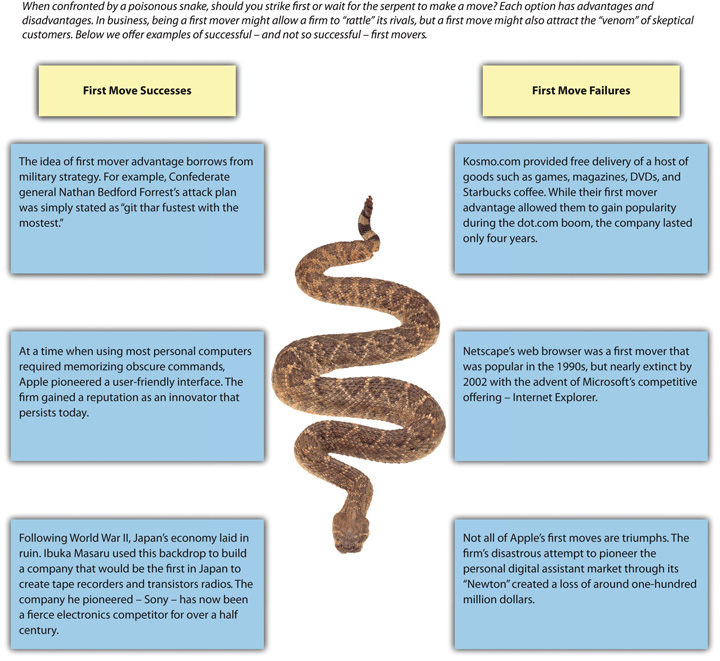 When confronted by a poisonous snake, should you strike first or wait for the serpent to make a move? Each option has advantages and
disadvantages. In business, being a first mover might allow a firm to “rattle” its rivals, but a first move might also attract the “venom” of skeptical
customers. Below we offer examples of successful – and not so successful – first movers.
First Move Successes
The idea of first mover advantage borrows from
military strategy. For example, Confederate
general Nathan Bedford Forrest’s attack plan
was simply stated as “git thar fustest with the
mostest.”
At a time when using most personal computers
required memorizing obscure commands,
Apple pioneered a user-friendly interface. The
firm gained a reputation as an innovator that
persists today.
Following World War II, Japan’s economy laid in
ruin. Ibuka Masaru used this backdrop to build
a company that would be the first in Japan to
create tape recorders and transistors radios. The
company he pioneered – Sony – has now been
a fierce electronics competitor for over a half
century.
First Move Failures
Kosmo.com provided free delivery of a host of
goods such as games, magazines, DVDs, and
Starbucks coffee. While their first mover
advantage allowed them to gain popularity
during the dot.com boom, the company lasted
only four years.
Netscape’s web browser was a first mover that
was popular in the 1990s, but nearly extinct by
2002 with the advent of Microsoft’s competitive
offering – Internet Explorer.
Not all of Apple’s first moves are triumphs. The
firm’s disastrous attempt to pioneer the
personal digital assistant market through its
“Newton” created a loss of around one-hundred
million dollars.